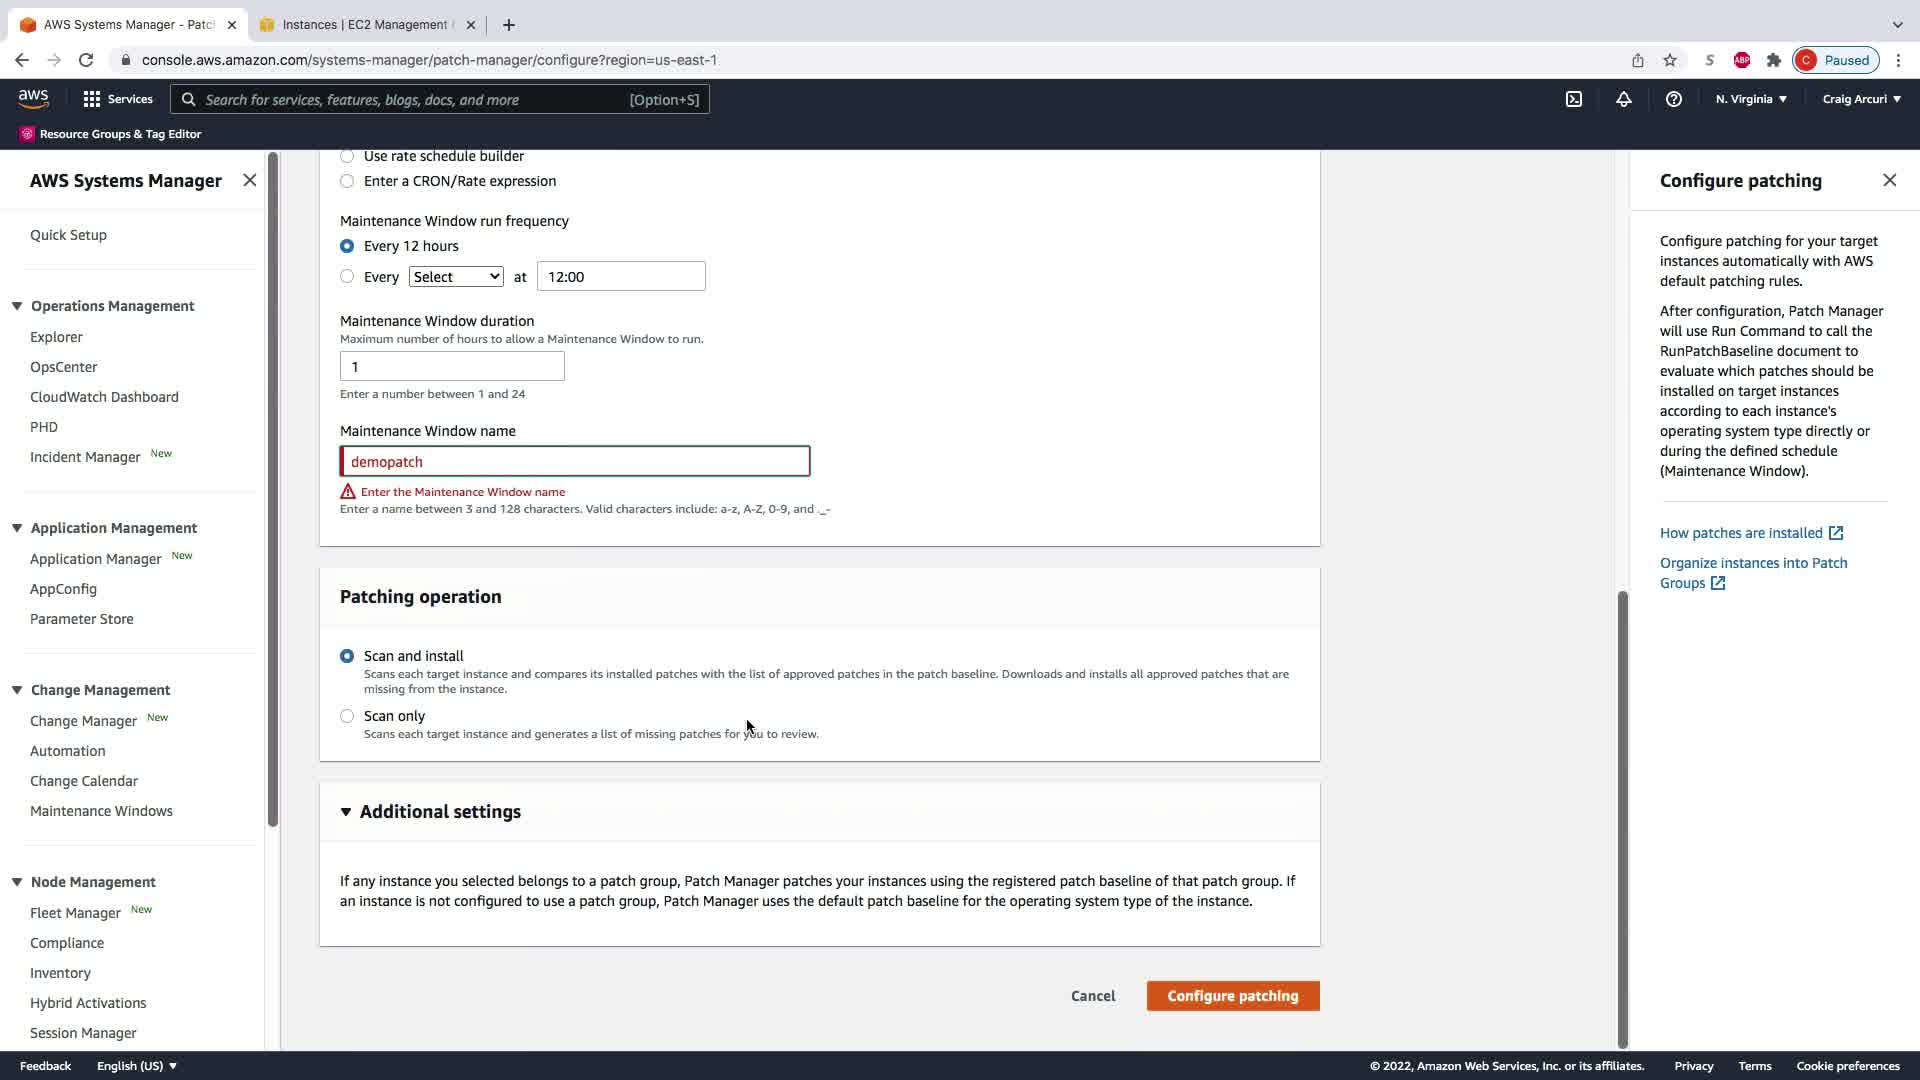 AWS Systems Manager - Patc
Instances | EC2 Management
console.aws.amazon.com/systems-manager/patch-manager/configure?region=us-east-1
S
ABP
C Paused
aws
Services
Search for services, features, blogs, docs, and more [Option+S]
N. Virginia
Craig Arcuri
Resource Groups & Tag Editor
AWS Systems Manager
Quick Setup
Operations Management
Explorer
OpsCenter
CloudWatch Dashboard
PHD
Incident Manager New
Application Management
Application Manager New
AppConfig
Parameter Store
Change Management
Change Manager New
Automation
Change Calendar
Maintenance Windows
Node Management
Fleet Manager New
Compliance
Inventory
Hybrid Activations
Session Manager
Use rate schedule builder
Enter a CRON/Rate expression
Maintenance Window run frequency
Every 12 hours
Every Select at 12:00
Maintenance Window duration
Maximum number of hours to allow a Maintenance Window to run.
1
Enter a number between 1 and 24
Maintenance Window name
demopatch
Enter the Maintenance Window name
Enter a name between 3 and 128 characters. Valid characters include: a-z, A-Z, 0-9, and ._-
Patching operation
Scan and install
Scans each target instance and compares its installed patches with the list of approved patches in the patch baseline. Downloads and installs all approved patches that are
missing from the instance.
Scan only
Scans each target instance and generates a list of missing patches for you to review.
Additional settings
If any instance you selected belongs to a patch group, Patch Manager patches your instances using the registered patch baseline of that patch group. If
an instance is not configured to use a patch group, Patch Manager uses the default patch baseline for the operating system type of the instance.
Cancel
Configure patching
Configure patching
Configure patching for your target
instances automatically with AWS
default patching rules.
After configuration, Patch Manager
will use Run Command to call the
RunPatchBaseline document to
evaluate which patches should be
installed on target instances
according to each instance's
operating system type directly or
during the defined schedule
(Maintenance Window).
How patches are installed
Organize instances into Patch
Groups
Feedback
English (US)
© 2022, Amazon Web Services, Inc. or its affiliates.
Privacy
Terms
Cookie preferences